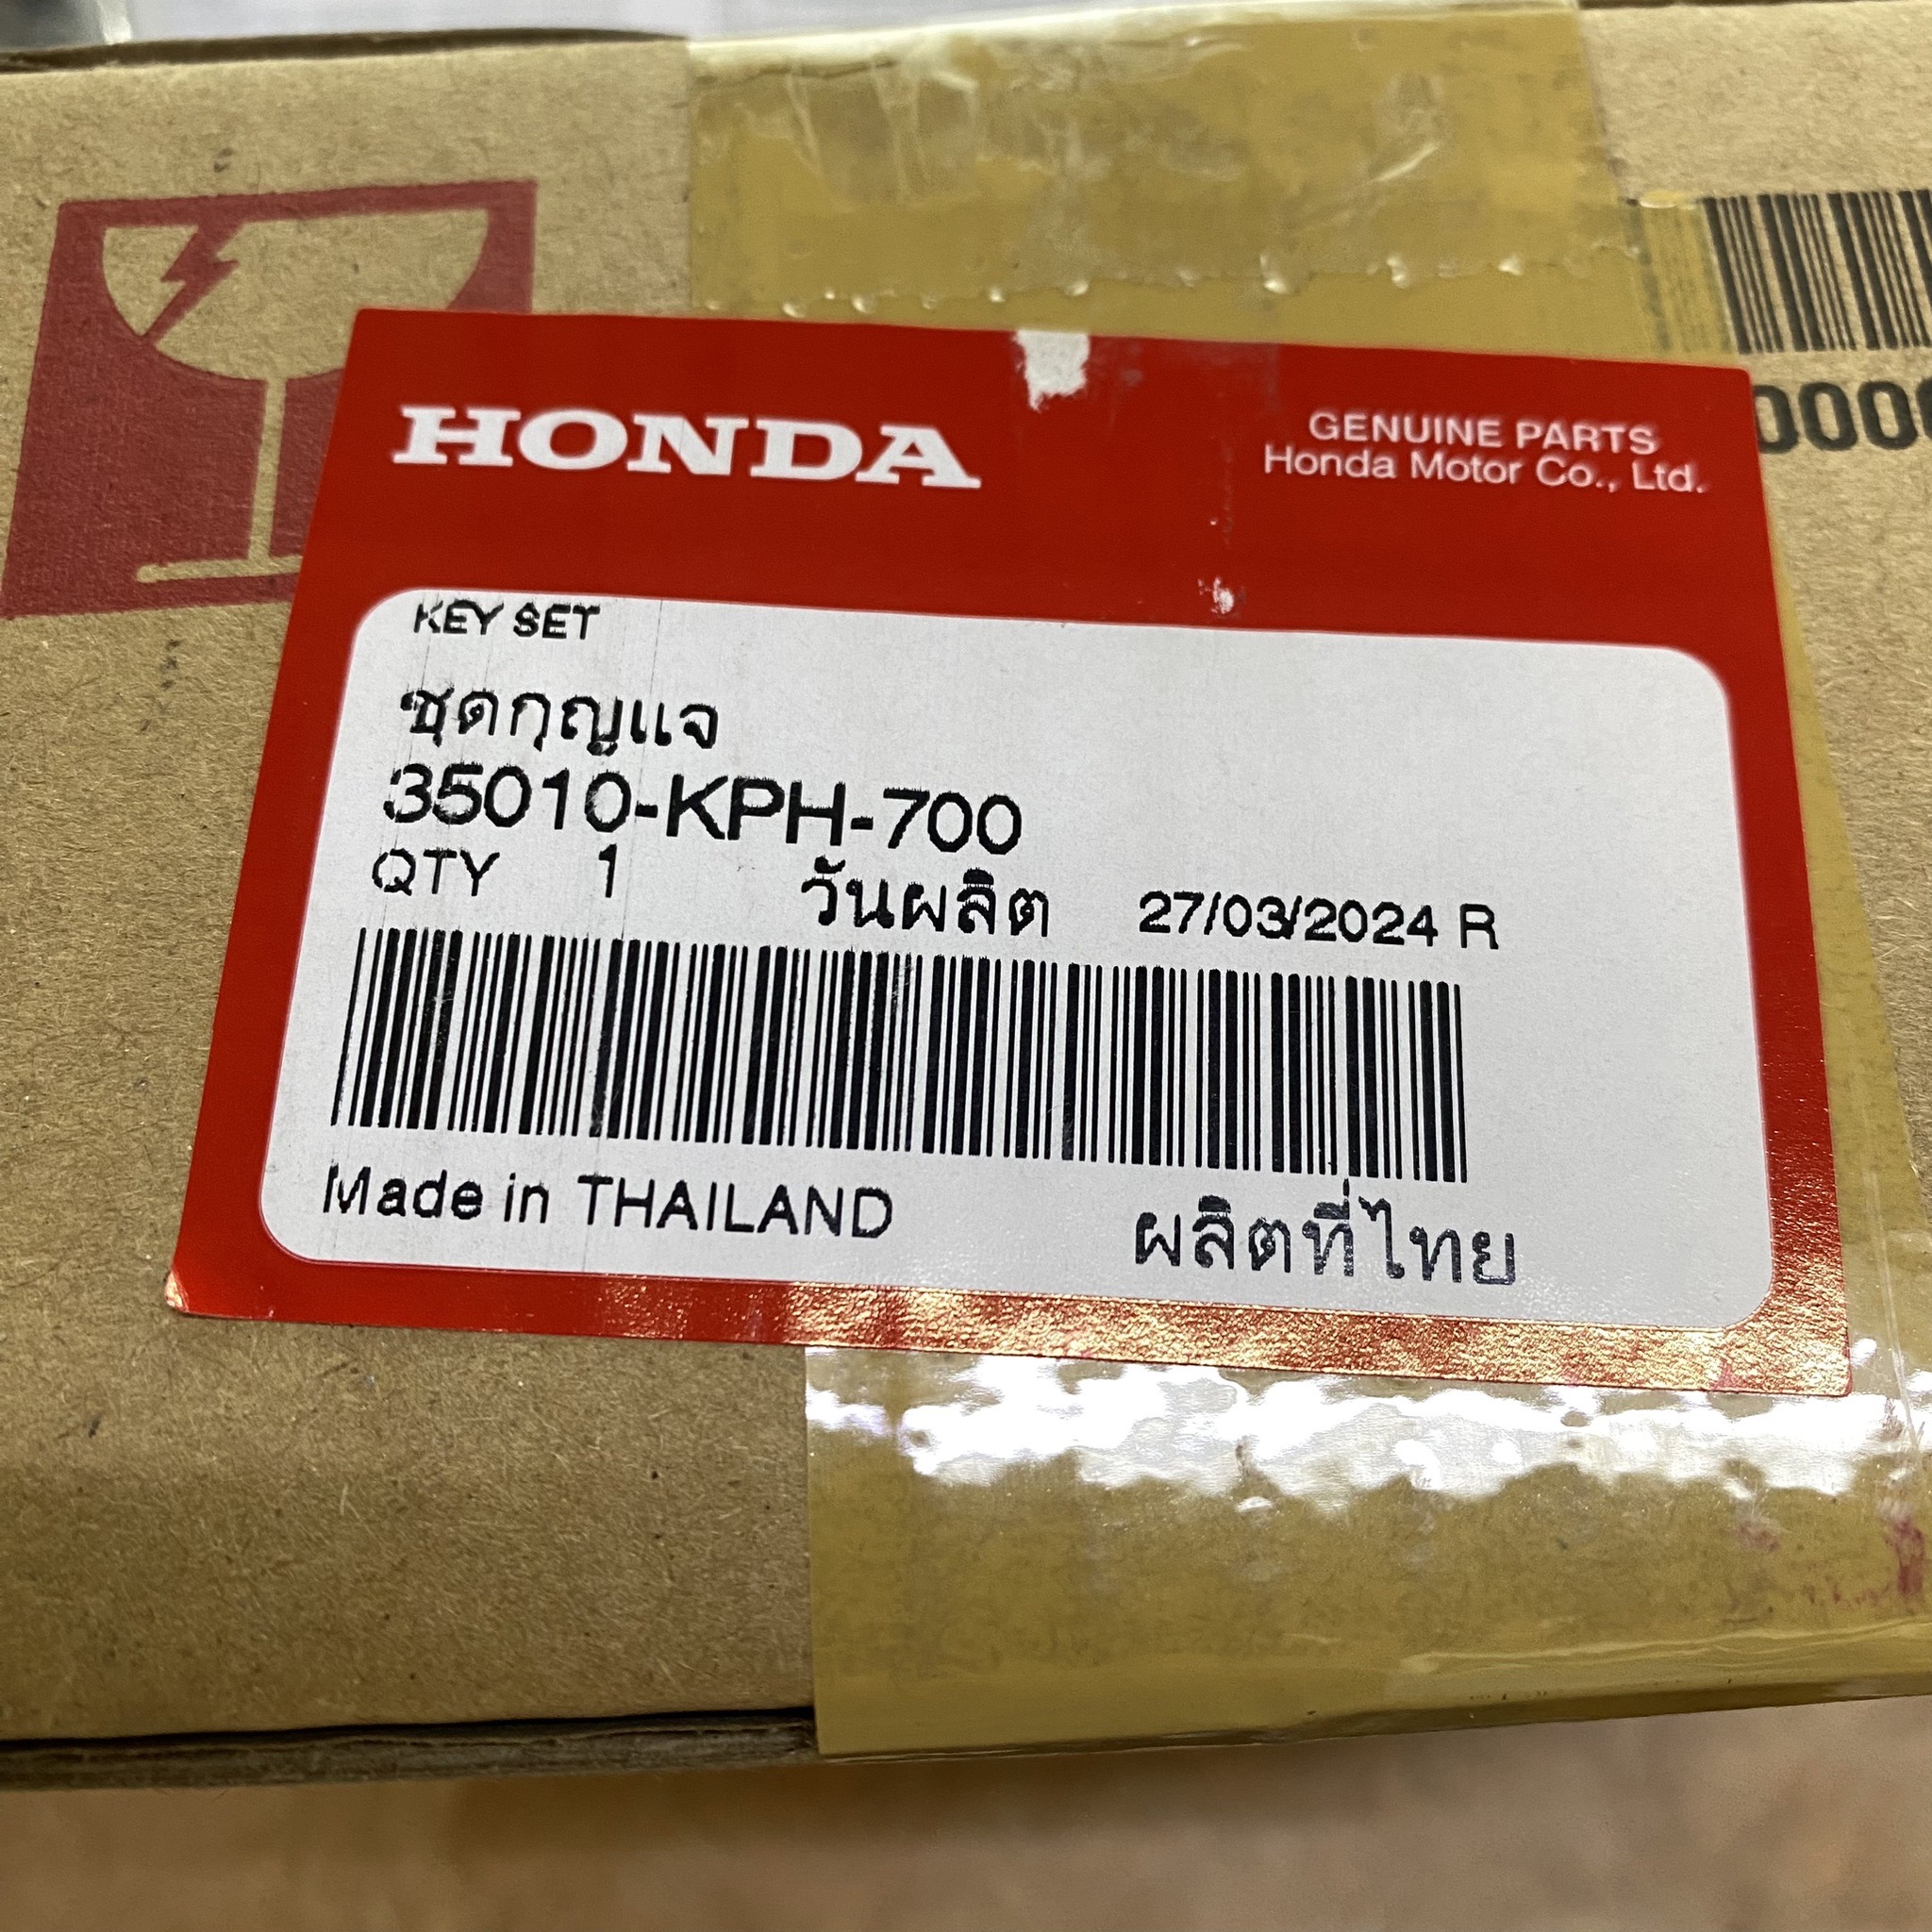 HONDA
GENUINE PARTS
Honda Motor Co., Ltd.
KEY SET
ชุดกุญแจ
35010-KPH-700
QTY 1 วันผลิต 27/03/2024 R
Made in THAILAND ผลิตที่ไทย